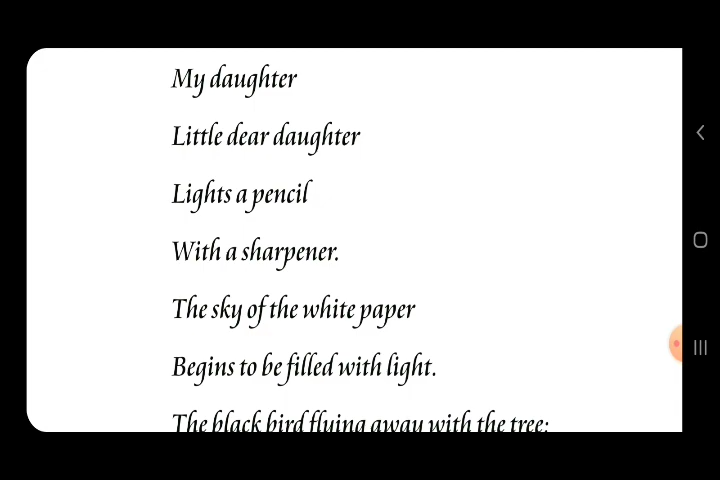 My daughter
Little dear daughter
Lights a pencil
With a sharpener.
The sky of the white paper
Begins to be filled with light.
The black bird flying away with the tree;